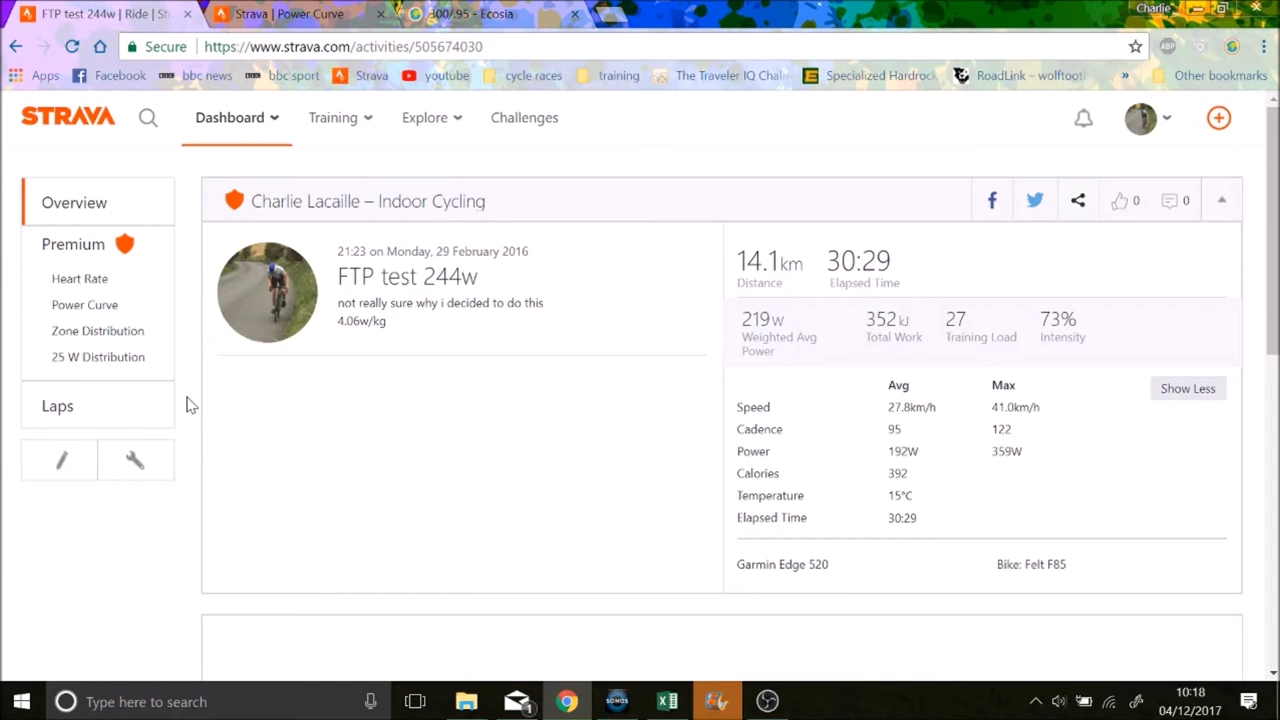 FTP test 244w | Ride | Str
Strava | Power Curve
300/.95 - Ecosia
Charlie
Secure
https://www.strava.com/activities/505674030
Apps
Facebook
bbc news
bbc sport
Strava
youtube
cycle races
training
The Traveler IQ Chal
Specialized Hardrock
RoadLink – wolftooth
»
Other bookmarks
STRAVA
Dashboard
Training
Explore
Challenges
Overview
Premium
Heart Rate
Power Curve
Zone Distribution
25 W Distribution
Laps
Charlie Lacaille – Indoor Cycling
0
0
21:23 on Monday, 29 February 2016
FTP test 244w
not really sure why i decided to do this
4.06w/kg
14.1km
Distance
30:29
Elapsed Time
219W
Weighted Avg
Power
352kJ
Total Work
27
Training Load
73%
Intensity
Avg Max
Show Less
Speed 27.8km/h 41.0km/h
Cadence 95 122
Power 192W 359W
Calories 392
Temperature 15°C
Elapsed Time 30:29
Garmin Edge 520
Bike: Felt F85
Type here to search
1
SONOS
10:18
04/12/2017